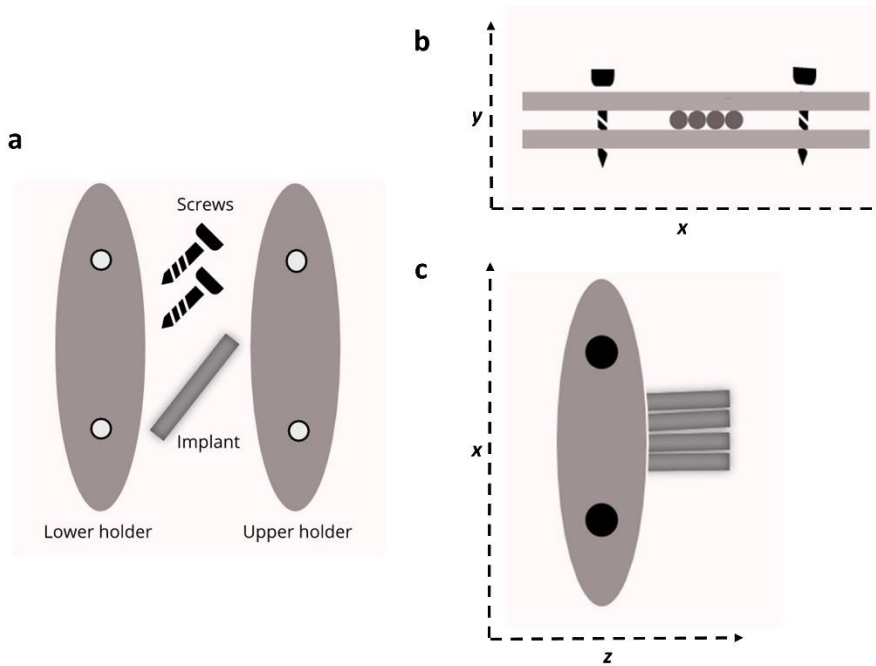 a
Screws
Implant
Lower holder
Upper holder
b
y
x
c
x
z